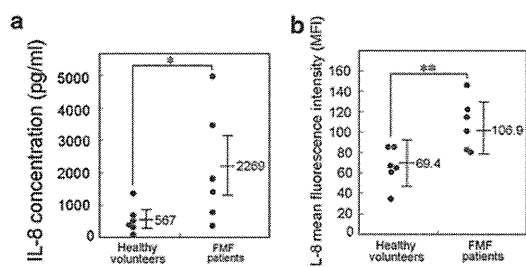 a
IL-8 concentration (pg/ml)
5000
4000
3000
2000
1000
0
*
567
2269
Healthy volunteers
FMF patients
b
L-8 mean fluorescence intensity (MFI)
160
140
120
100
80
60
40
20
0
**
69.4
106.9
Healthy volunteers
FMF patients